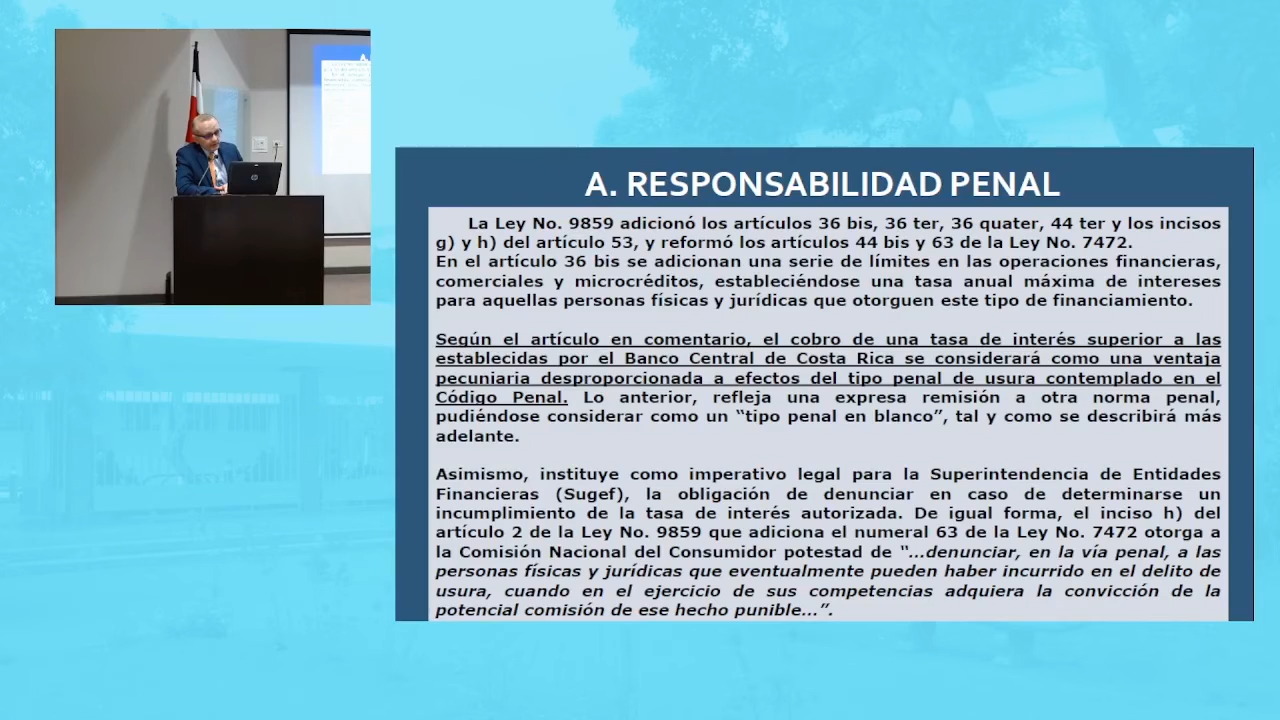 A. RESPONSABILIDAD PENAL
La Ley No. 9859 adicionó los artículos 36 bis, 36 ter, 36 quater, 44 ter y los incisos
g) y h) del artículo 53, y reformó los artículos 44 bis y 63 de la Ley No. 7472.
En el artículo 36 bis se adicionan una serie de límites en las operaciones financieras,
comerciales y microcréditos, estableciéndose una tasa anual máxima de intereses
para aquellas personas físicas y jurídicas que otorguen este tipo de financiamiento.
Según el artículo en comentario, el cobro de una tasa de interés superior a las
establecidas por el Banco Central de Costa Rica se considerará como una ventaja
pecuniaria desproporcionada a efectos del tipo penal de usura contemplado en el
Código Penal. Lo anterior, refleja una expresa remisión a otra norma penal,
pudiéndose considerar como un “tipo penal en blanco”, tal y como se describirá más
adelante.
Asimismo, instituye como imperativo legal para la Superintendencia de Entidades
Financieras (Sugef), la obligación de denunciar en caso de determinarse un
incumplimiento de la tasa de interés autorizada. De igual forma, el inciso h) del
artículo 2 de la Ley No. 9859 que adiciona el numeral 63 de la Ley No. 7472 otorga a
la Comisión Nacional del Consumidor potestad de “...denunciar, en la vía penal, a las
personas físicas y jurídicas que eventualmente pueden haber incurrido en el delito de
usura, cuando en el ejercicio de sus competencias adquiera la convicción de la
potencial comisión de ese hecho punible...”.